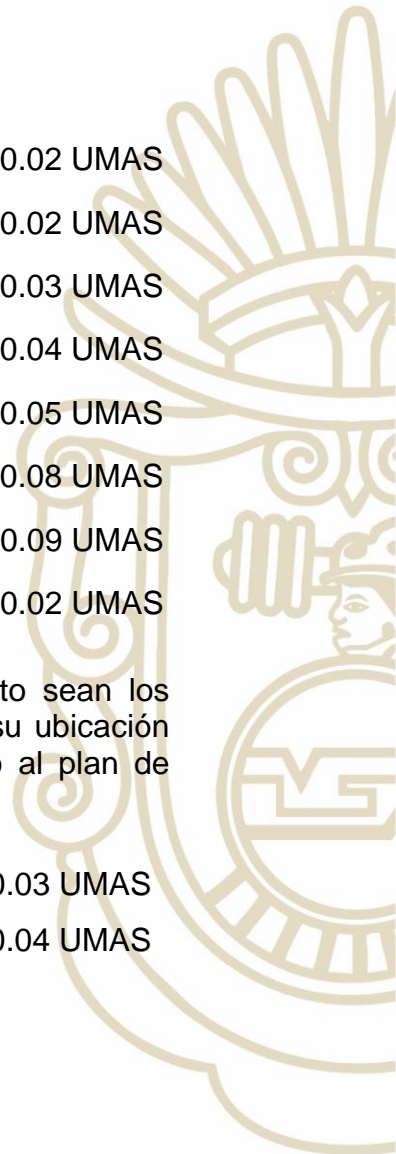 0.02 UMAS
0.02 UMAS
0.03 UMAS
0.04 UMAS
0.05 UMAS
0.08 UMAS
0.09 UMAS
0.02 UMAS
to sean los
su ubicación
al plan de
0.03 UMAS
0.04 UMAS